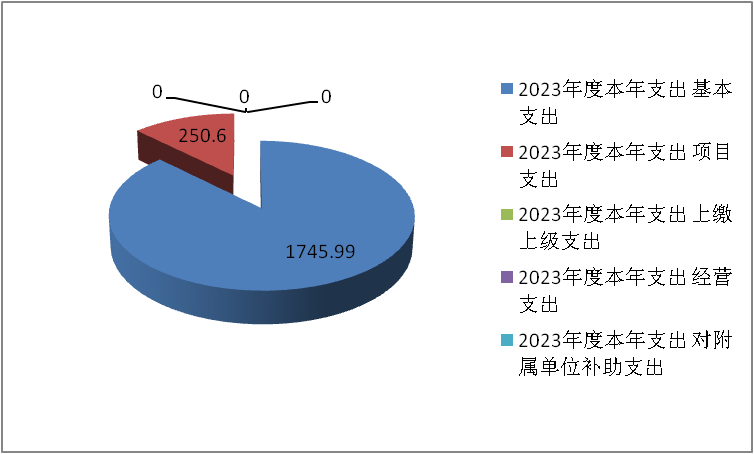 0
0
0
250.6
1745.99
2023年度本年支出 基本
支出
2023年度本年支出 项目
支出
2023年度本年支出 上缴
上级支出
2023年度本年支出 经营
支出
2023年度本年支出 对附
属单位补助支出